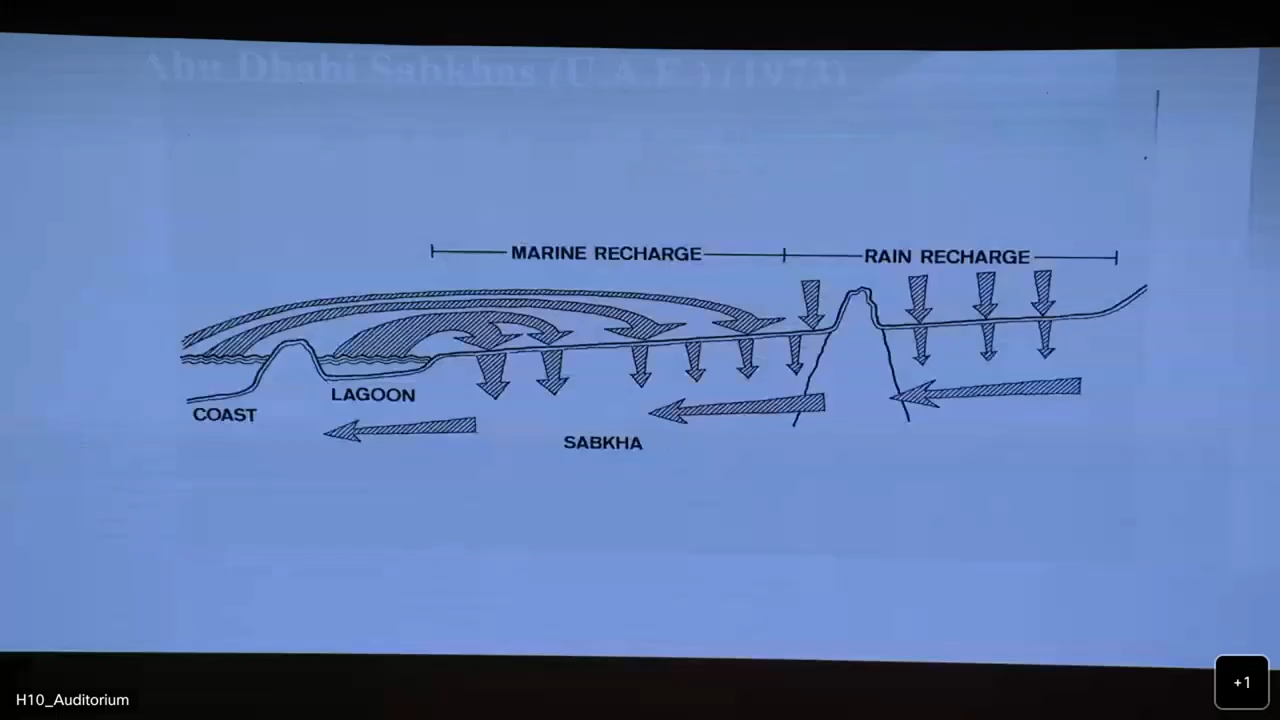 Abu Dhabi Sabkhas (U.A.E.) (1973)
MARINE RECHARGE
RAIN RECHARGE
LAGOON
COAST
SABKHA
H10_Auditorium
+1